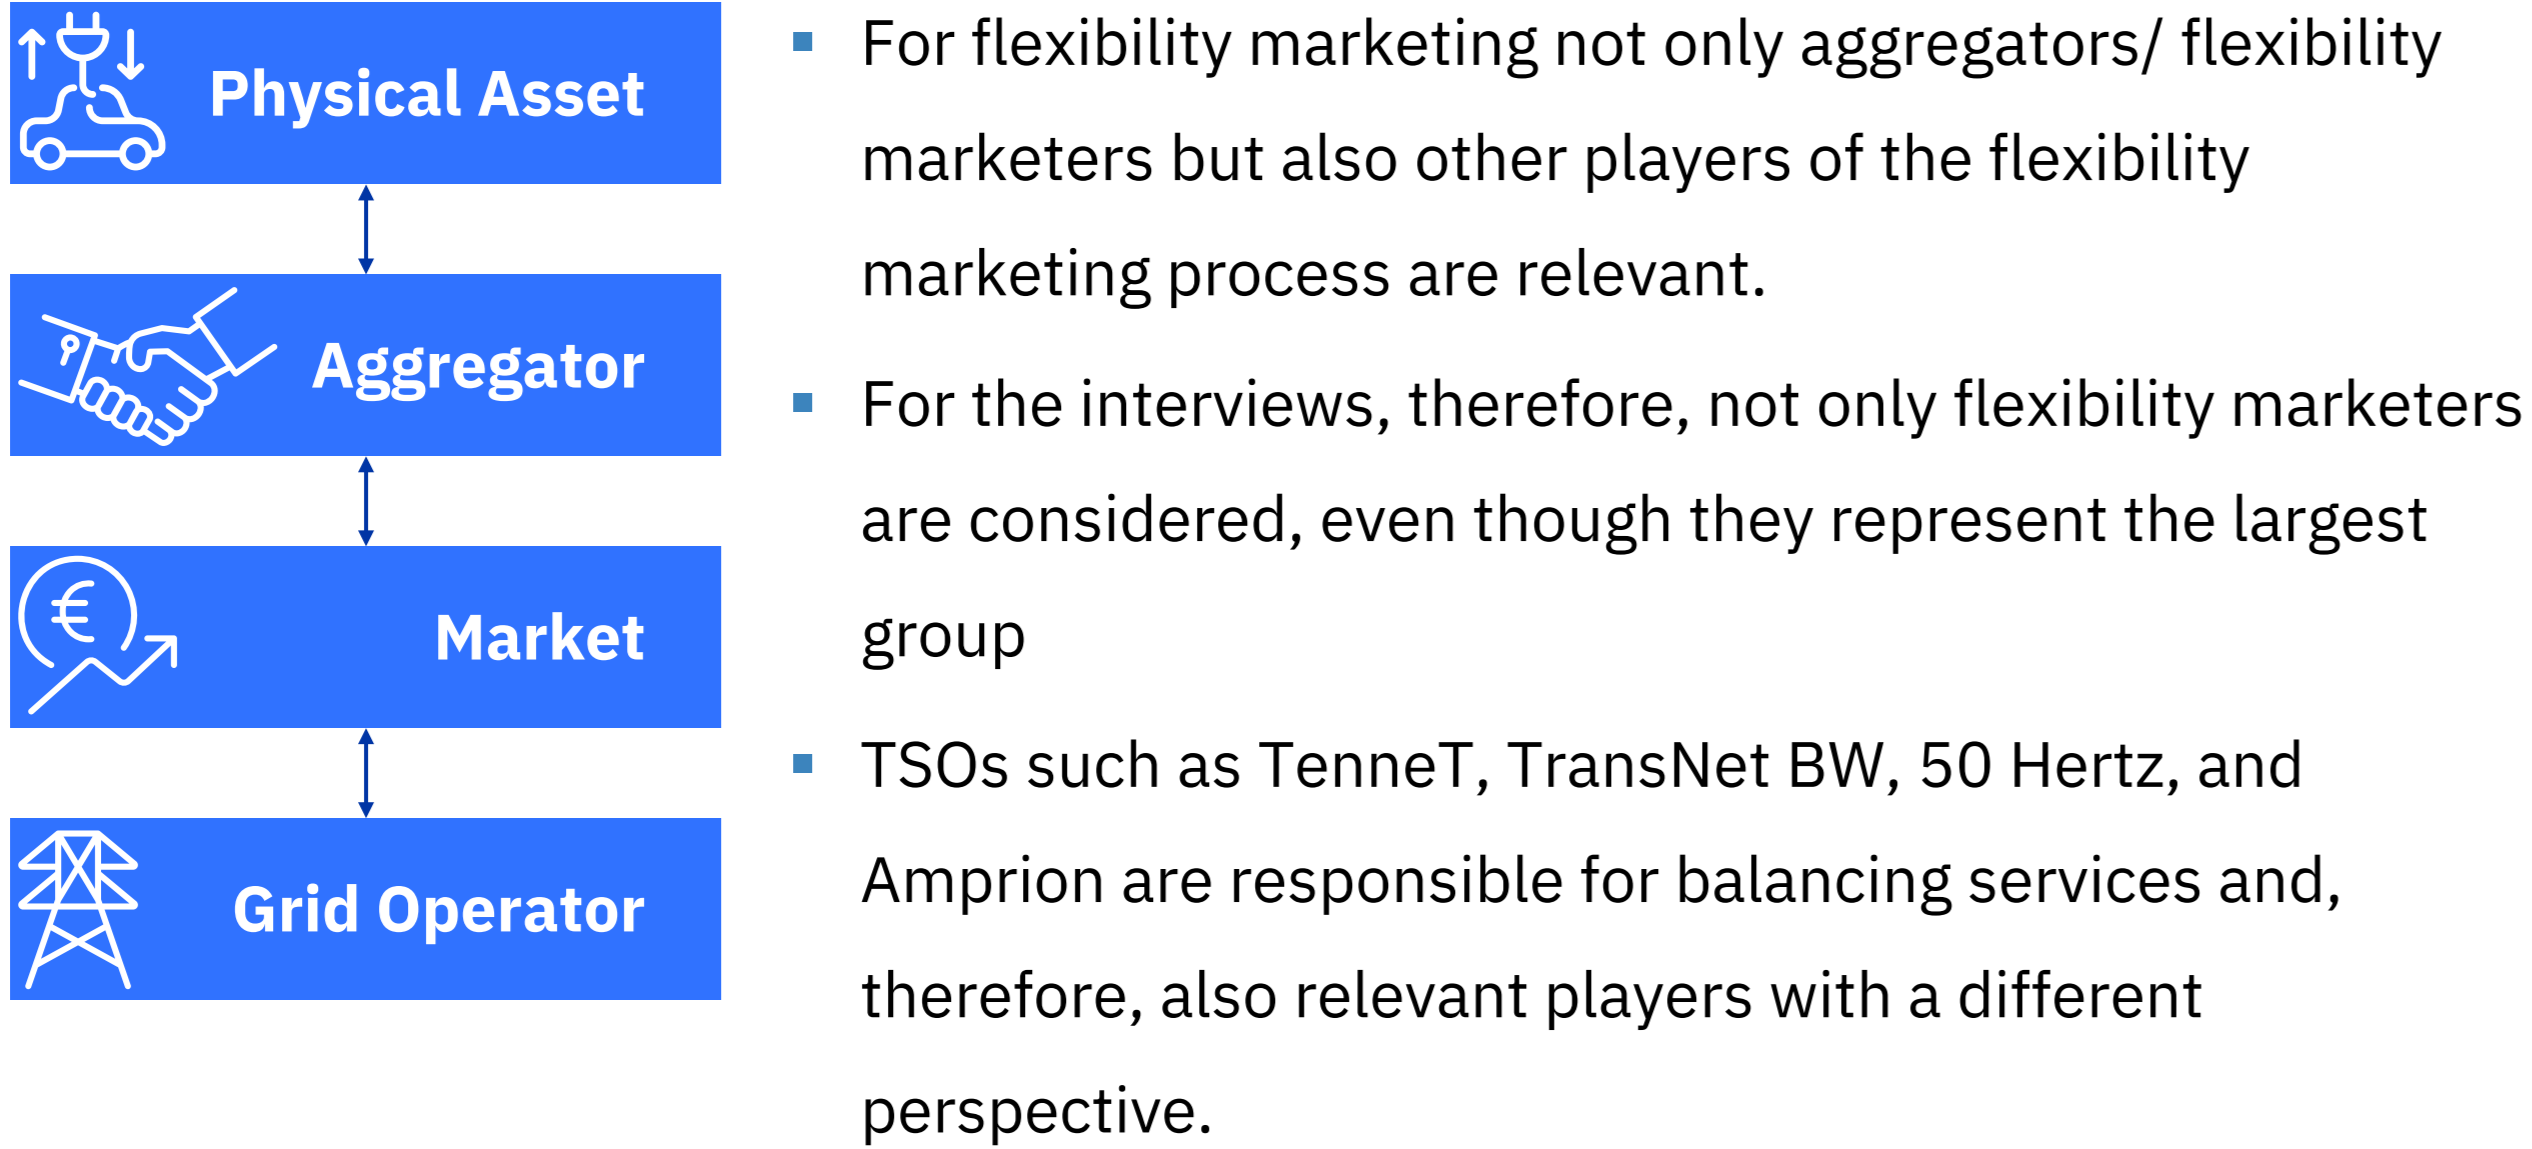 Physical Asset
Aggregator
Market
Grid Operator
▪ For flexibility marketing not only aggregators/ flexibility
marketers but also other players of the flexibility
marketing process are relevant.
▪ For the interviews, therefore, not only flexibility marketers
are considered, even though they represent the largest
group
▪ TSOs such as TenneT, TransNet BW, 50 Hertz, and
Amprion are responsible for balancing services and,
therefore, also relevant players with a different
perspective.